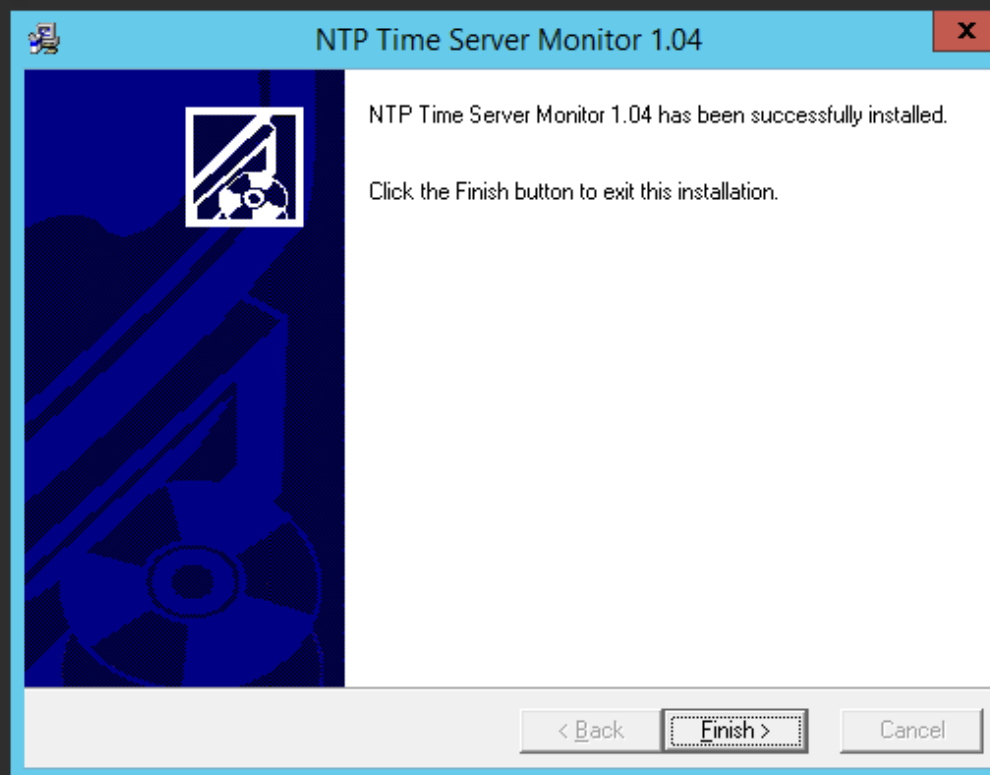 NTP Time Server Monitor 1.04
x
NTP Time Server Monitor 1.04 has been successfully installed.
Click the Finish button to exit this installation.
< Back
Finish >
Cancel